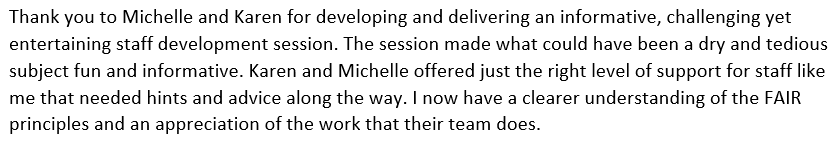 Thank you to Michelle and Karen for developing and delivering an informative, challenging yet
entertaining staff development session. The session made what could have been a dry and tedious
subject fun and informative. Karen and Michelle offered just the right level of support for staff like
me that needed hints and advice along the way. I now have a clearer understanding of the FAIR
principles and an appreciation of the work that their team does.